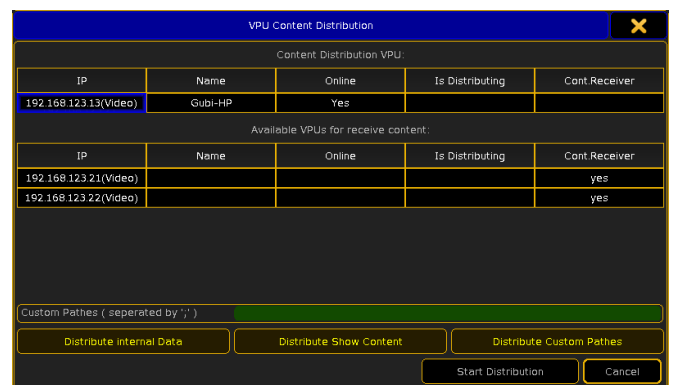 VPU Content Distribution
Content Distribution VPU:
IP Name Online Is Distributing Cont.Receiver
192.168.123.13(Video) Gubi-HP Yes
Available VPUs for receive content:
IP Name Online Is Distributing Cont.Receiver
192.168.123.21(Video) yes
192.168.123.22(Video) yes
Custom Pathes ( seperated by ';' )
Distribute internal Data Distribute Show Content Distribute Custom Pathes
Start Distribution Cancel